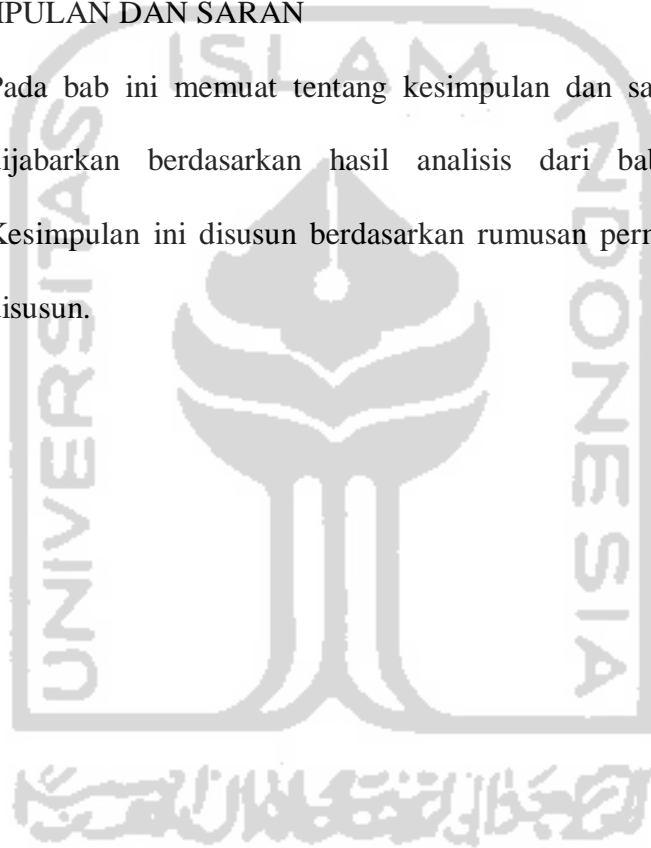 IPULAN DAN SARAN
Pada bab ini memuat tentang kesimpulan dan sa
dijabarkan berdasarkan hasil analisis dari bab
Kesimpulan ini disusun berdasarkan rumusan perr
disusun.
ISLAM
UNIVERSITAS
INDONESIA